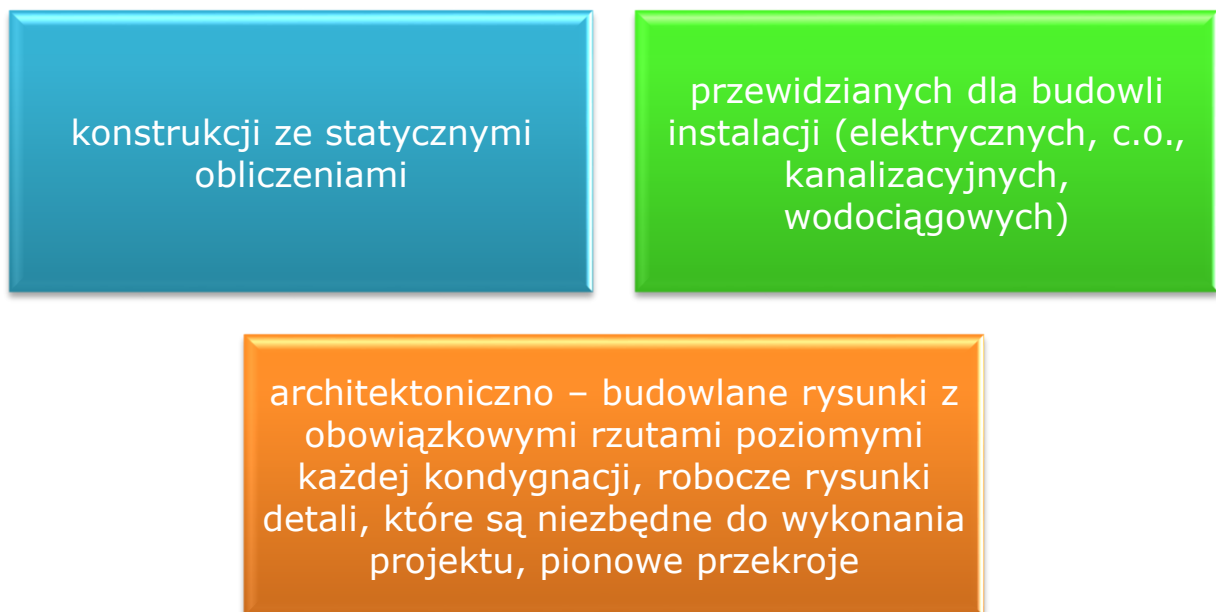 konstrukcji ze statycznymi
obliczeniami
przewidzianych dla budowli
instalacji (elektrycznych, c.o.,
kanalizacyjnych,
wodociągowych)
architektoniczno – budowlane rysunki z
obowiązkowymi rzutami poziomymi
każdej kondygnacji, robocze rysunki
detali, które są niezbędne do wykonania
projektu, pionowe przekroje